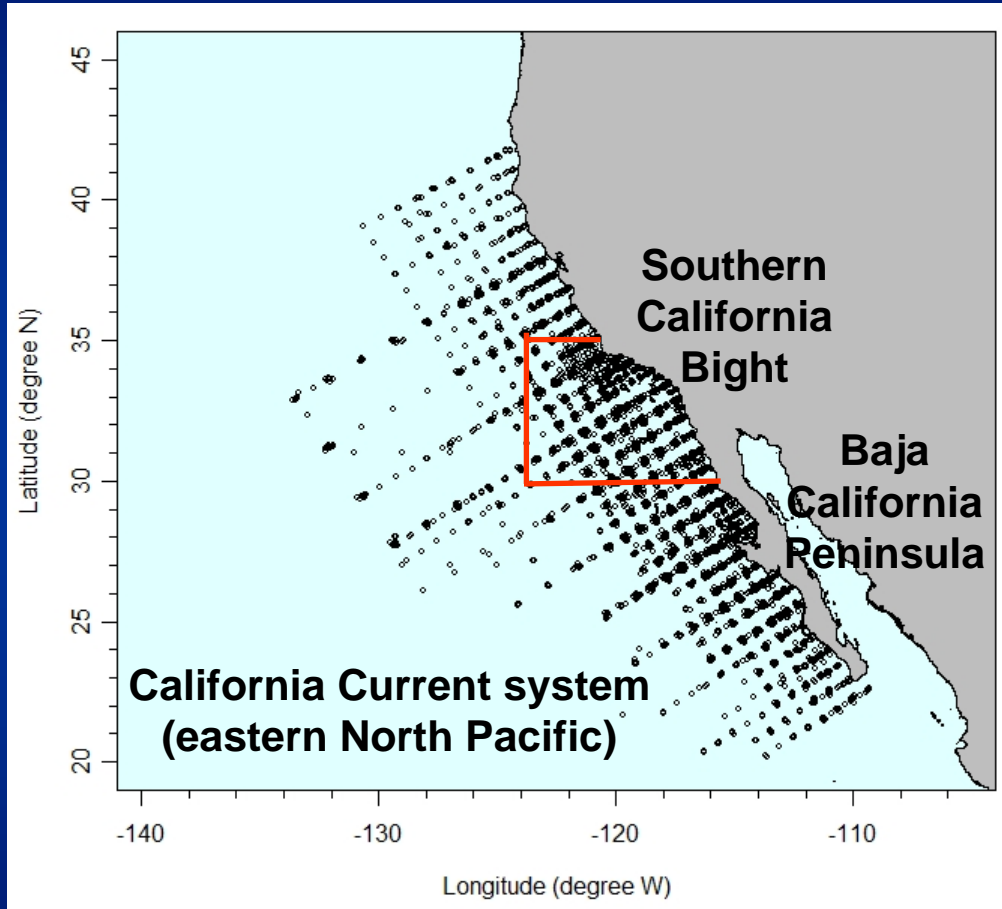 Southern
California
Bight
Baja
California
Peninsula
California Current system
(eastern North Pacific)
Latitude (degree N)
45
40
35
30
25
20
-140
-130
-120
-110
Longitude (degree W)